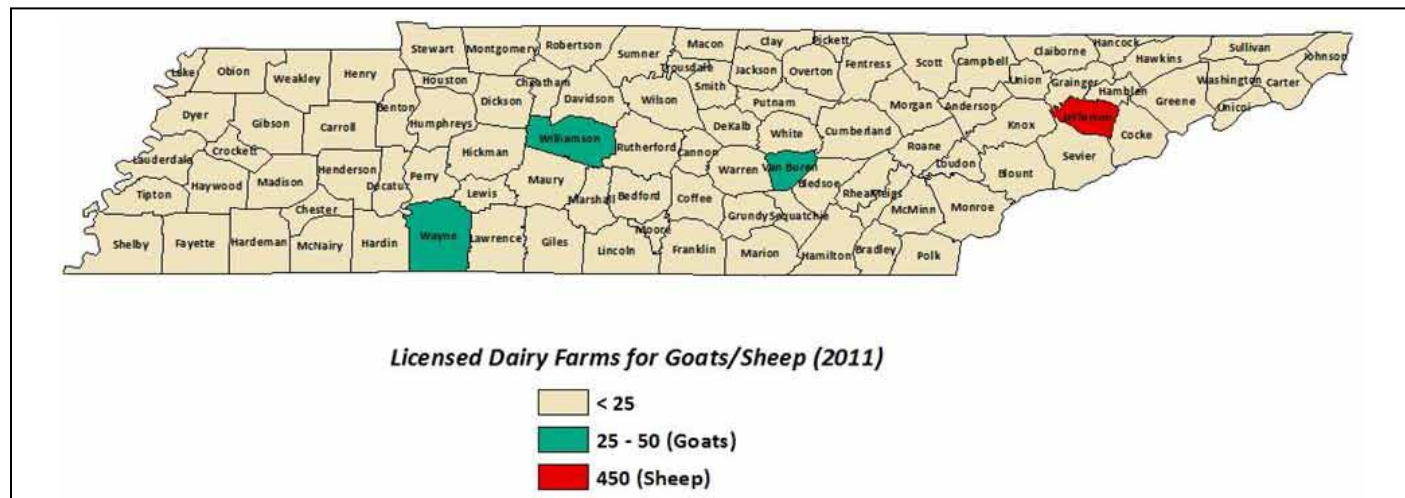 Stewart Montgomery Robertson Sumner Macon Clay Pickett Claiborne Hancock Sullivan Johnson
Lake Obion Weakley Henry Houston Cheatham Trousdale Jackson Overton Fentress Scott Campbell Union Grainger Hawkins Washington Carter
Dyer Gibson Carroll Benton Humphreys Dickson Davidson Wilson Smith Putnam Morgan Anderson Knox Jefferson Hamblen Greene Unicoi
Lauderdale Crockett Henderson Hickman Williamson Rutherford Cannon DeKalb White Cumberland Roane Loudon Blount Sevier Cocke
Tipton Haywood Madison Decatur Perry Lewis Maury Marshall Bedford Coffee Warren Van Buren Bledsoe Rhea Meigs McMinn Monroe
Shelby Fayette Hardeman Chester McNairy Hardin Wayne Lawrence Giles Lincoln Moore Franklin Grundy Sequatchie Marion Hamilton Bradley Polk
Licensed Dairy Farms for Goats/Sheep (2011)
< 25
25 - 50 (Goats)
450 (Sheep)